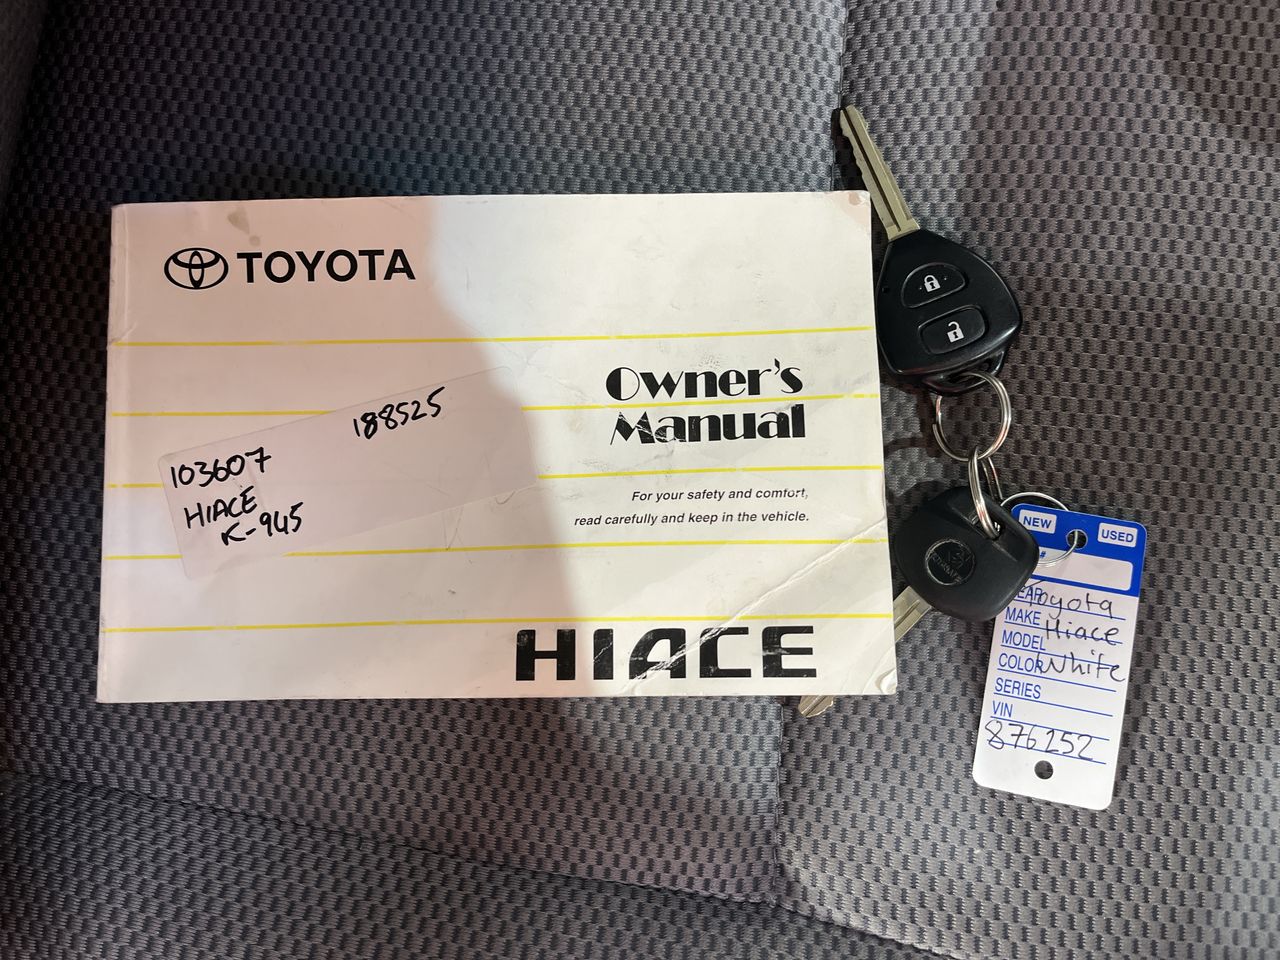 TOYOTA
Owner's
Manual
188525
103607
HIACE
K-945
For your safety and comfort,
read carefully and keep in the vehicle.
HIACE
NEW USED
#
Toyota
MAKE Hiace
MODEL
COLOR White
SERIES
VIN
876252